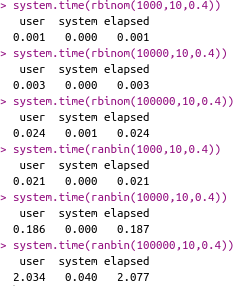 > system.time(rbinom(1000,10,0.4))
user system elapsed
0.001 0.000 0.001
> system.time(rbinom(10000,10,0.4))
user system elapsed
0.003 0.000 0.003
> system.time(rbinom(100000,10,0.4))
user system elapsed
0.024 0.001 0.024
> system.time(ranbin(1000,10,0.4))
user system elapsed
0.021 0.000 0.021
> system.time(ranbin(10000,10,0.4))
user system elapsed
0.186 0.000 0.187
> system.time(ranbin(100000,10,0.4))
user system elapsed
2.034 0.040 2.077